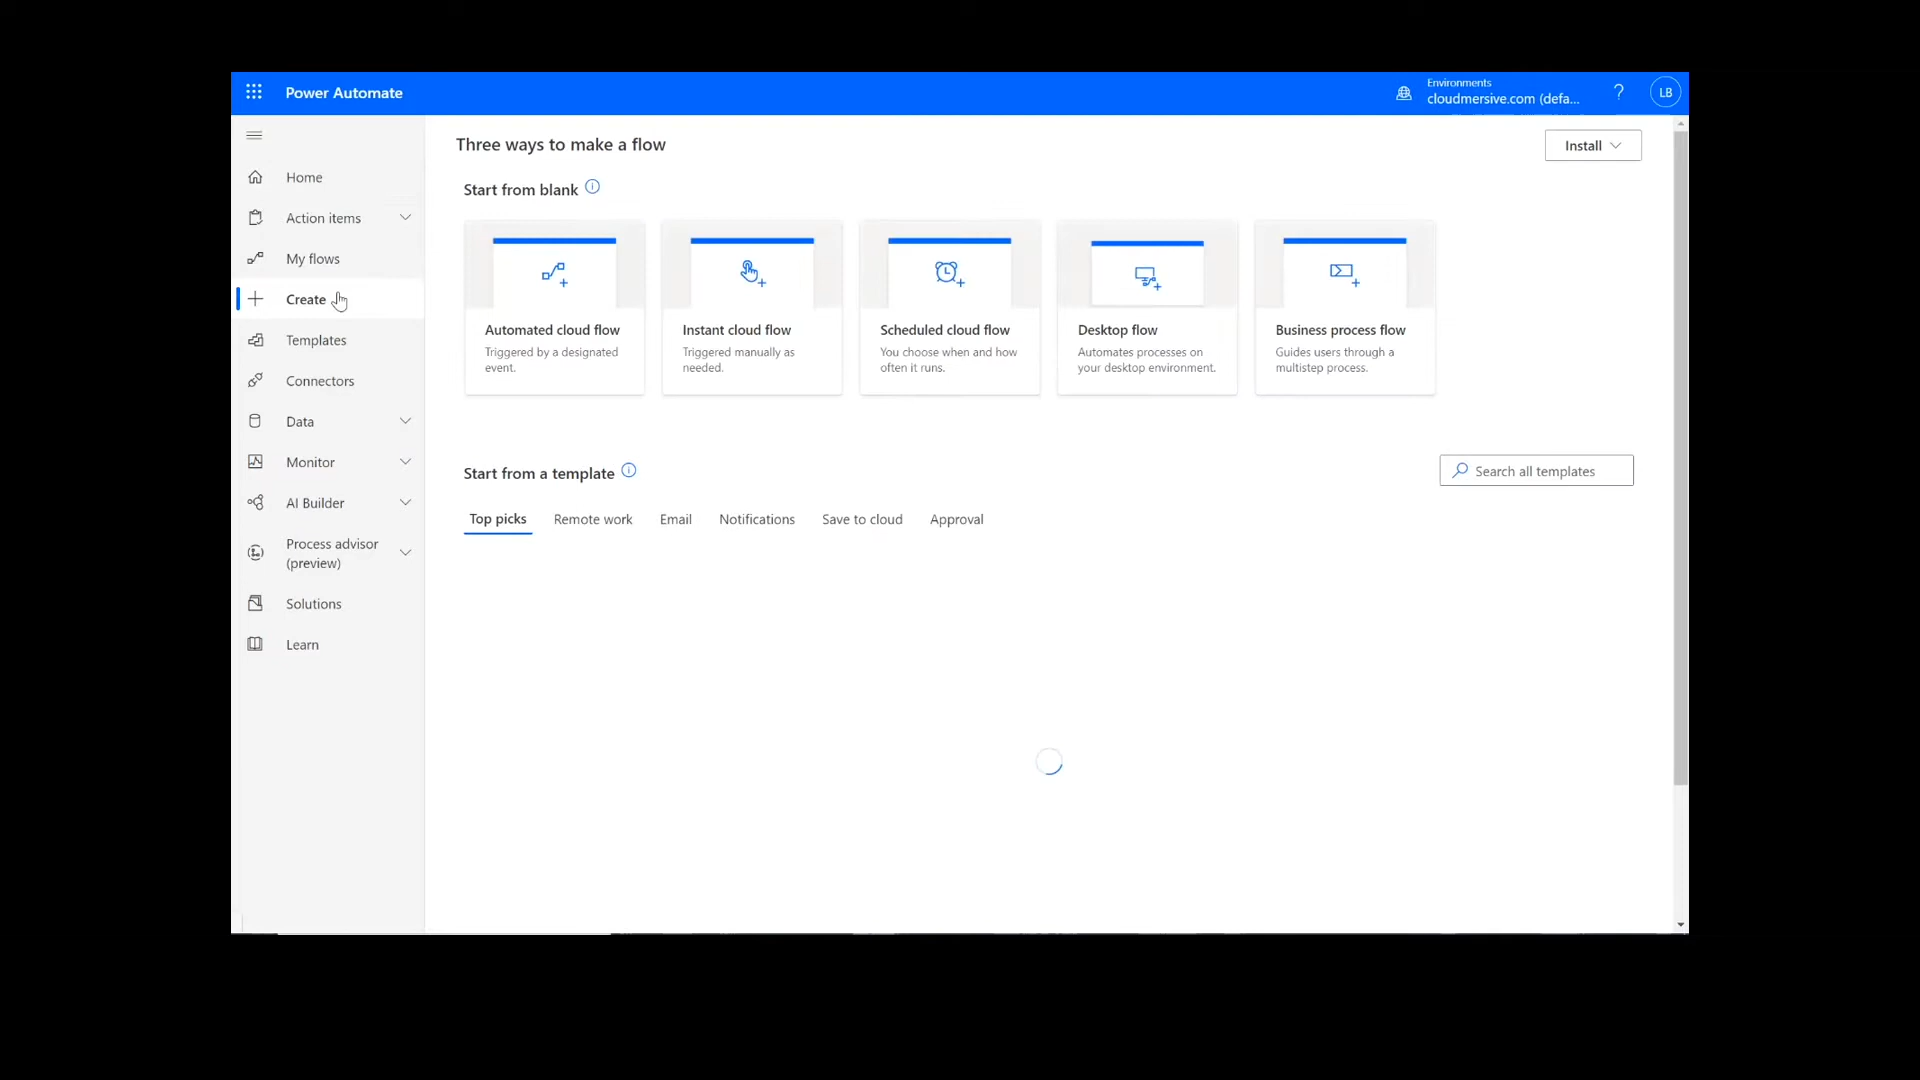 Power Automate
Environments
cloudmersive.com (defa...
?
LB
Home
Action items
My flows
Create
Templates
Connectors
Data
Monitor
AI Builder
Process advisor
(preview)
Solutions
Learn
Three ways to make a flow
Install
Start from blank
Automated cloud flow
Triggered by a designated
event.
Instant cloud flow
Triggered manually as
needed.
Scheduled cloud flow
You choose when and how
often it runs.
Desktop flow
Automates processes on
your desktop environment.
Business process flow
Guides users through a
multistep process.
Start from a template
Search all templates
Top picks
Remote work
Email
Notifications
Save to cloud
Approval